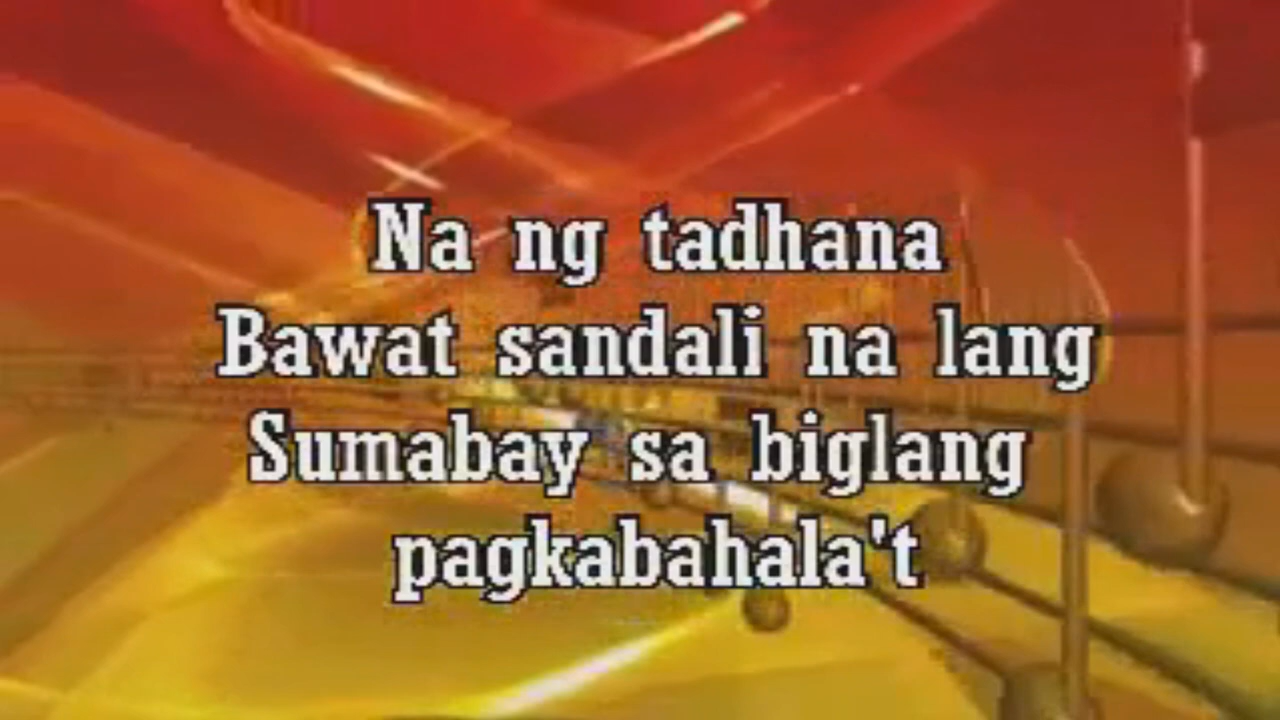 Na ng tadhana
Bawat sandali na lang
Sumabay sa biglang
pagkabahala't